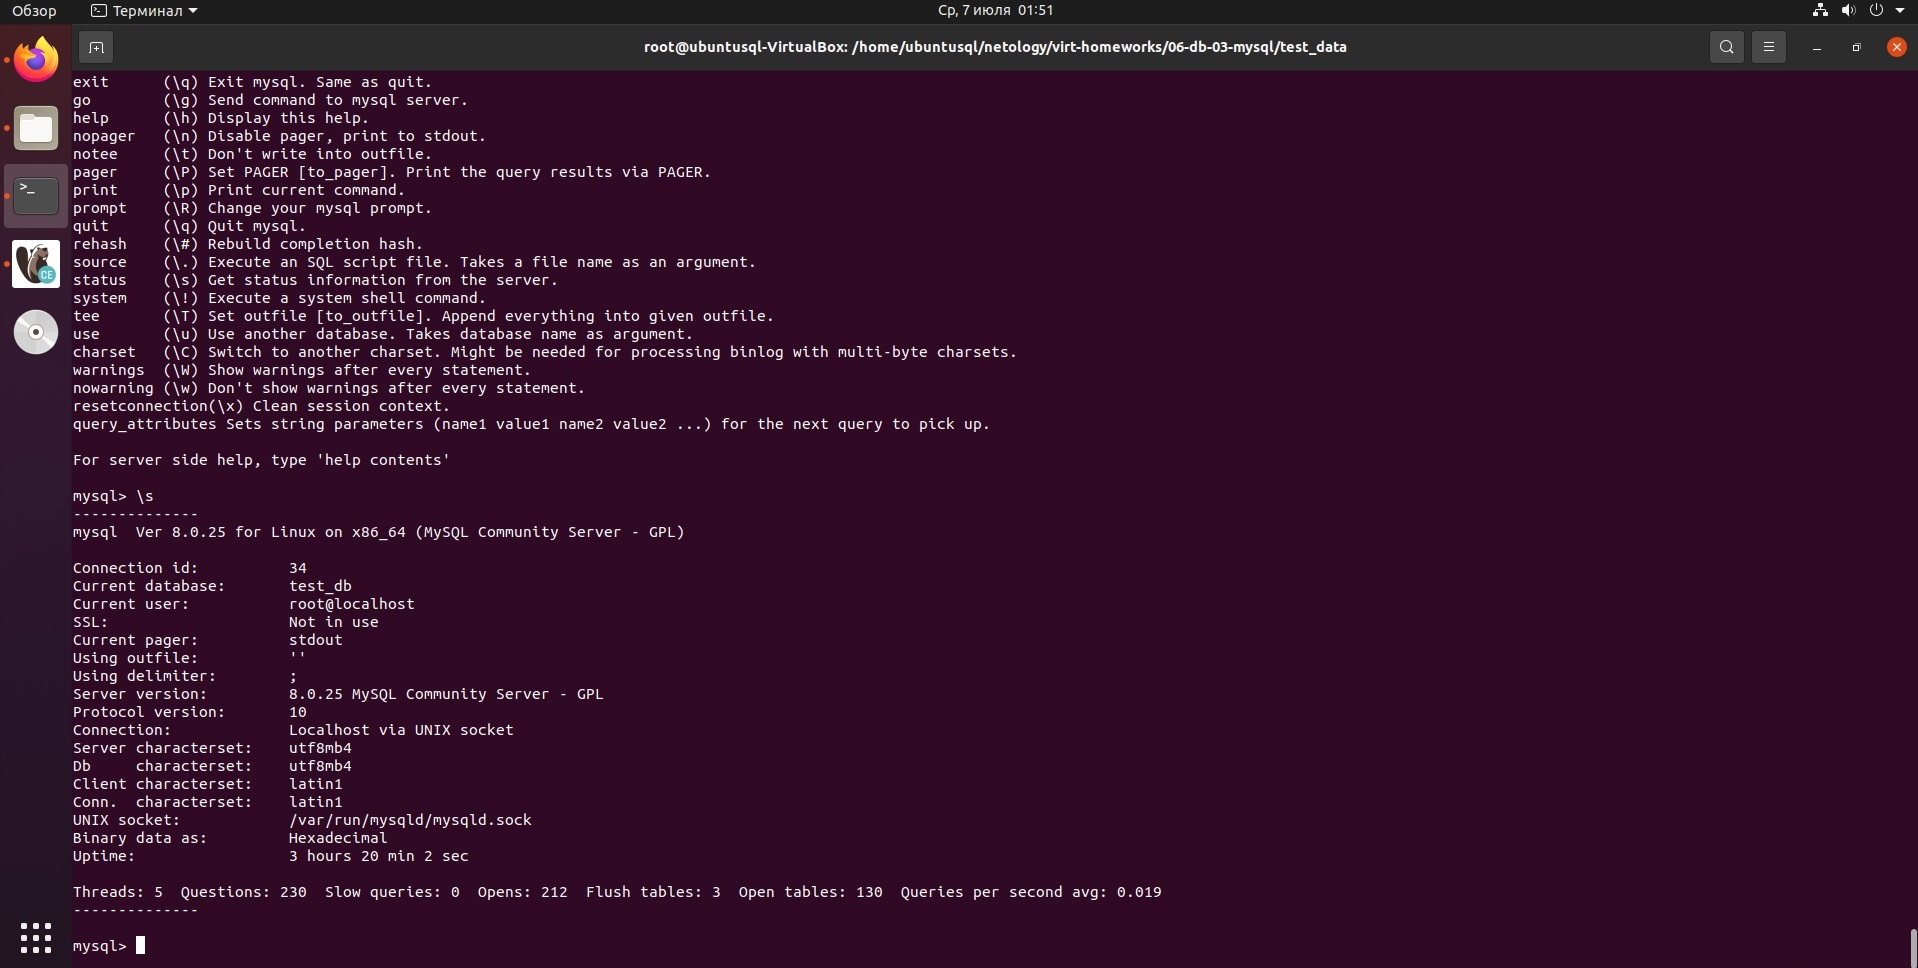 Обзор Терминал Ср, 7 июля 01:51
root@ubuntusql-VirtualBox: /home/ubuntusql/netology/virt-homeworks/06-db-03-mysql/test_data
exit      (\q) Exit mysql. Same as quit.
go        (\g) Send command to mysql server.
help      (\h) Display this help.
nopager   (\n) Disable pager, print to stdout.
notee     (\t) Don't write into outfile.
pager     (\P) Set PAGER [to_pager]. Print the query results via PAGER.
print     (\p) Print current command.
prompt    (\R) Change your mysql prompt.
quit      (\q) Quit mysql.
rehash    (\#) Rebuild completion hash.
source    (\.) Execute an SQL script file. Takes a file name as an argument.
status    (\s) Get status information from the server.
system    (\!) Execute a system shell command.
tee       (\T) Set outfile [to_outfile]. Append everything into given outfile.
use       (\u) Use another database. Takes database name as argument.
charset   (\C) Switch to another charset. Might be needed for processing binlog with multi-byte charsets.
warnings  (\W) Show warnings after every statement.
nowarning (\w) Don't show warnings after every statement.
resetconnection(\x) Clean session context.
query_attributes Sets string parameters (name1 value1 name2 value2 ...) for the next query to pick up.
For server side help, type 'help contents'
mysql> \s
--------------
mysql  Ver 8.0.25 for Linux on x86_64 (MySQL Community Server - GPL)
Connection id:          34
Current database:       test_db
Current user:           root@localhost
SSL:                    Not in use
Current pager:          stdout
Using outfile:          ''
Using delimiter:        ;
Server version:         8.0.25 MySQL Community Server - GPL
Protocol version:       10
Connection:             Localhost via UNIX socket
Server characterset:    utf8mb4
Db     characterset:    utf8mb4
Client characterset:    latin1
Conn.  characterset:    latin1
UNIX socket:            /var/run/mysqld/mysqld.sock
Binary data as:         Hexadecimal
Uptime:                 3 hours 20 min 2 sec
Threads: 5  Questions: 230  Slow queries: 0  Opens: 212  Flush tables: 3  Open tables: 130  Queries per second avg: 0.019
--------------
mysql>
CE